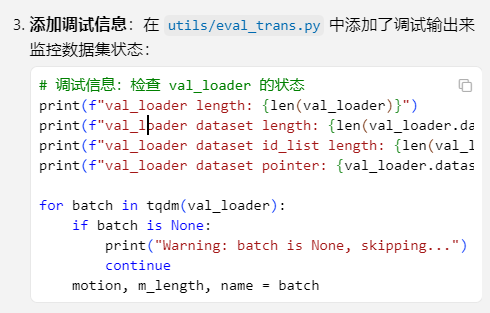 3. 添加调试信息：在 utils/eval_trans.py 中添加了调试输出来
监控数据集状态：
# 调试信息：检查 val_loader 的状态
print(f"val_loader length: {len(val_loader)}")
print(f"val_loader dataset length: {len(val_loader.da
print(f"val_loader dataset id_list length: {len(val_l
print(f"val_loader dataset pointer: {val_loader.datas
for batch in tqdm(val_loader):
    if batch is None:
        print("Warning: batch is None, skipping...")
        continue
    motion, m_length, name = batch